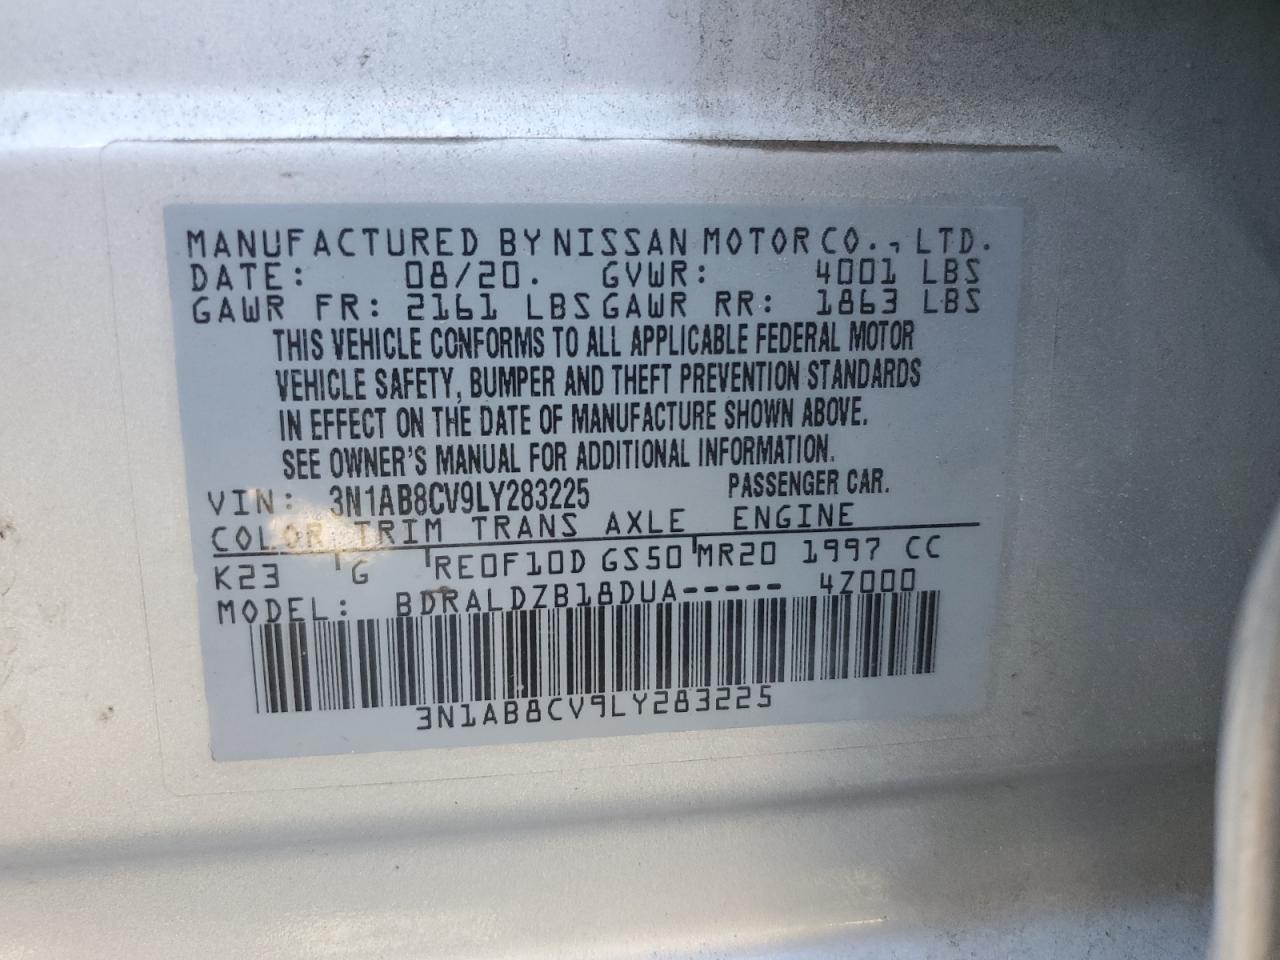 MANUFACTURED BY NISSAN MOTOR CO., LTD.
DATE: 08/20. GVWR: 4001 LBS
GAWR FR: 2161 LBS GAWR RR: 1863 LBS
THIS VEHICLE CONFORMS TO ALL APPLICABLE FEDERAL MOTOR
VEHICLE SAFETY, BUMPER AND THEFT PREVENTION STANDARDS
IN EFFECT ON THE DATE OF MANUFACTURE SHOWN ABOVE.
SEE OWNER'S MANUAL FOR ADDITIONAL INFORMATION.
VIN: 3N1AB8CV9LY283225 PASSENGER CAR.
COLOR TRIM TRANS AXLE ENGINE
K23 G RE0F10D GS50 MR20 1997 CC
MODEL: BDRALDZB18DUA----- 4Z000
3N1AB8CV9LY283225